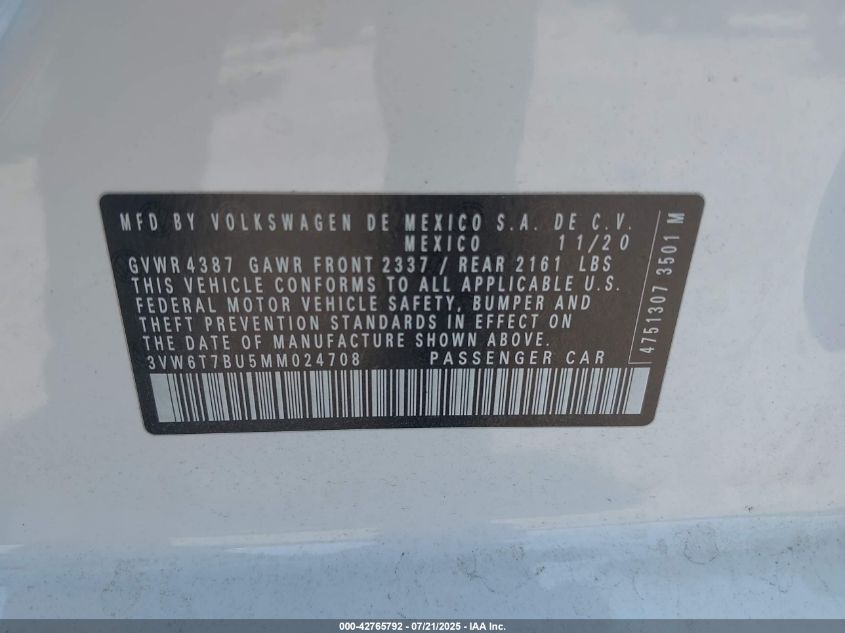 MFD BY VOLKSWAGEN DE MEXICO S.A. DE C.V.
MEXICO 11/20
GVWR 4387 GAWR FRONT 2337 / REAR 2161 LBS
THIS VEHICLE CONFORMS TO ALL APPLICABLE U.S.
FEDERAL MOTOR VEHICLE SAFETY, BUMPER AND
THEFT PREVENTION STANDARDS IN EFFECT ON
THE DATE OF MANUFACTURE SHOWN ABOVE.
3VW6T7BU5MM024708 PASSENGER CAR
4751307 3501 M
000-42765792 - 07/21/2025 - IAA Inc.